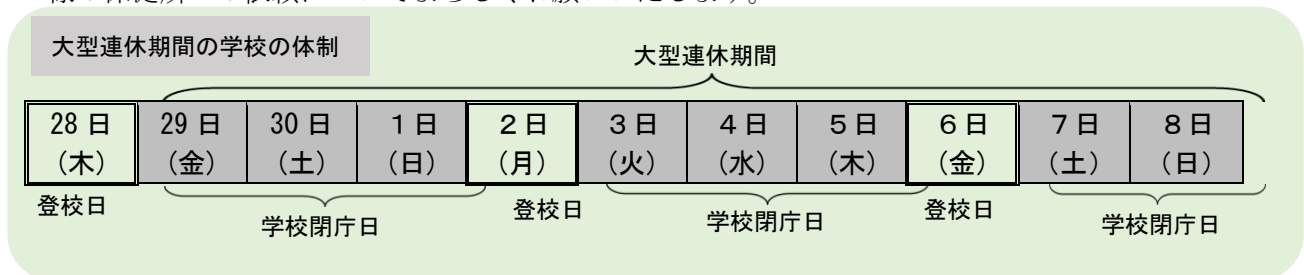 大型連休期間の学校の体制
大型連休期間
28日 29日 30日 １日 ２日 ３日 ４日 ５日 ６日 ７日 ８日
（木） （金） （土） （日） （月） （火） （水） （木） （金） （土） （日）
登校日 学校閉庁日 登校日 学校閉庁日 登校日 学校閉庁日